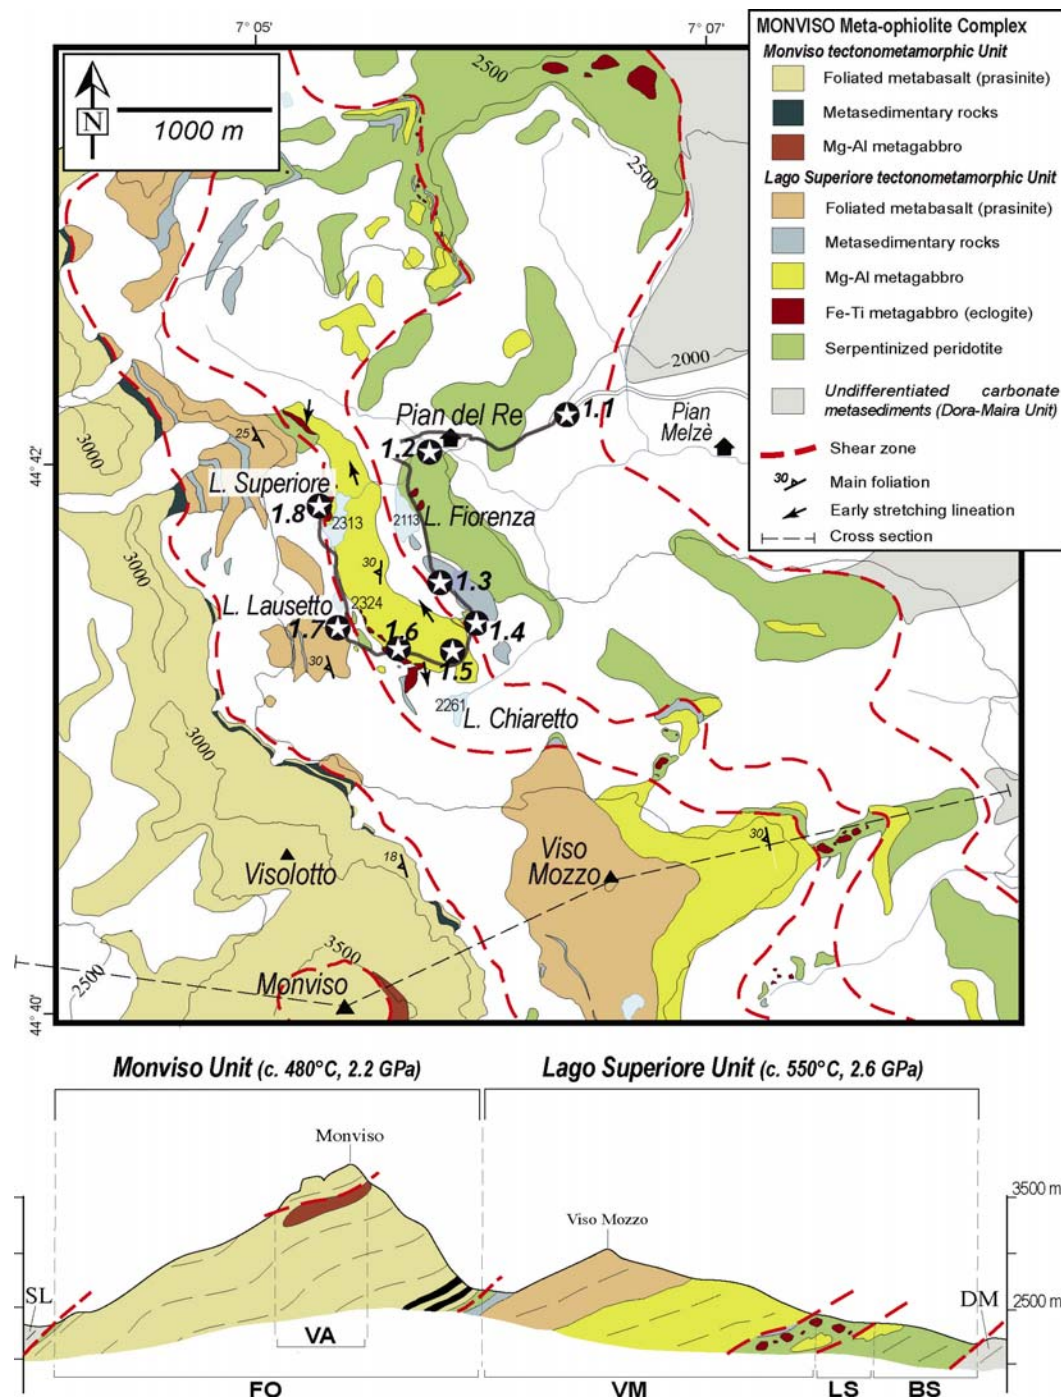 7° 05'
7° 07'
N
1000 m
MONVISO Meta-ophiolite Complex
Monviso tectonometamorphic Unit
Foliated metabasalt (prasinite)
Metasedimentary rocks
Mg-Al metagabbro
Lago Superiore tectonometamorphic Unit
Foliated metabasalt (prasinite)
Metasedimentary rocks
Mg-Al metagabbro
Fe-Ti metagabbro (eclogite)
Serpentinized peridotite
Undifferentiated carbonate
metasediments (Dora-Maira Unit)
Shear zone
30 Main foliation
Early stretching lineation
Cross section
2500
2500
2000
44° 42'
3000
25
Pian del Re
1.1
1.2
Pian
Melzè
L. Superiore
1.8
2313
2113
L. Fiorenza
3000
30
1.3
L. Lausetto
2324
1.7
1.6
1.4
1.5
30
2261
L. Chiaretto
3000
Visolotto
18
Viso
Mozzo
30
3500
2500
Monviso
44° 40'
Monviso Unit (c. 480°C, 2.2 GPa)
Lago Superiore Unit (c. 550°C, 2.6 GPa)
Monviso
3500 m
Viso Mozzo
SL
2500 m
DM
VA
FO
VM
LS
BS